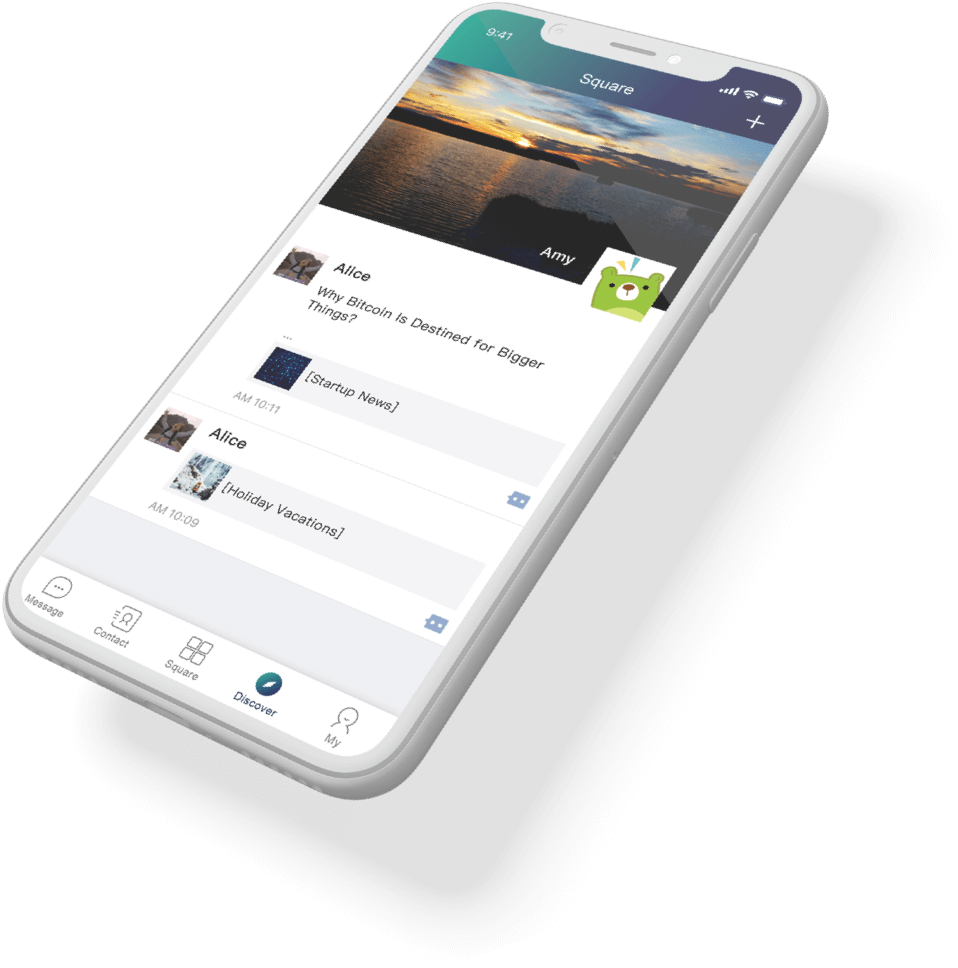 9:41
Square
Amy
Alice
Why Bitcoin Is Destined for Bigger
Things?
...
[Startup News]
AM 10:11
Alice
[Holiday Vacations]
AM 10:09
Message
Contact
Square
Discover
My